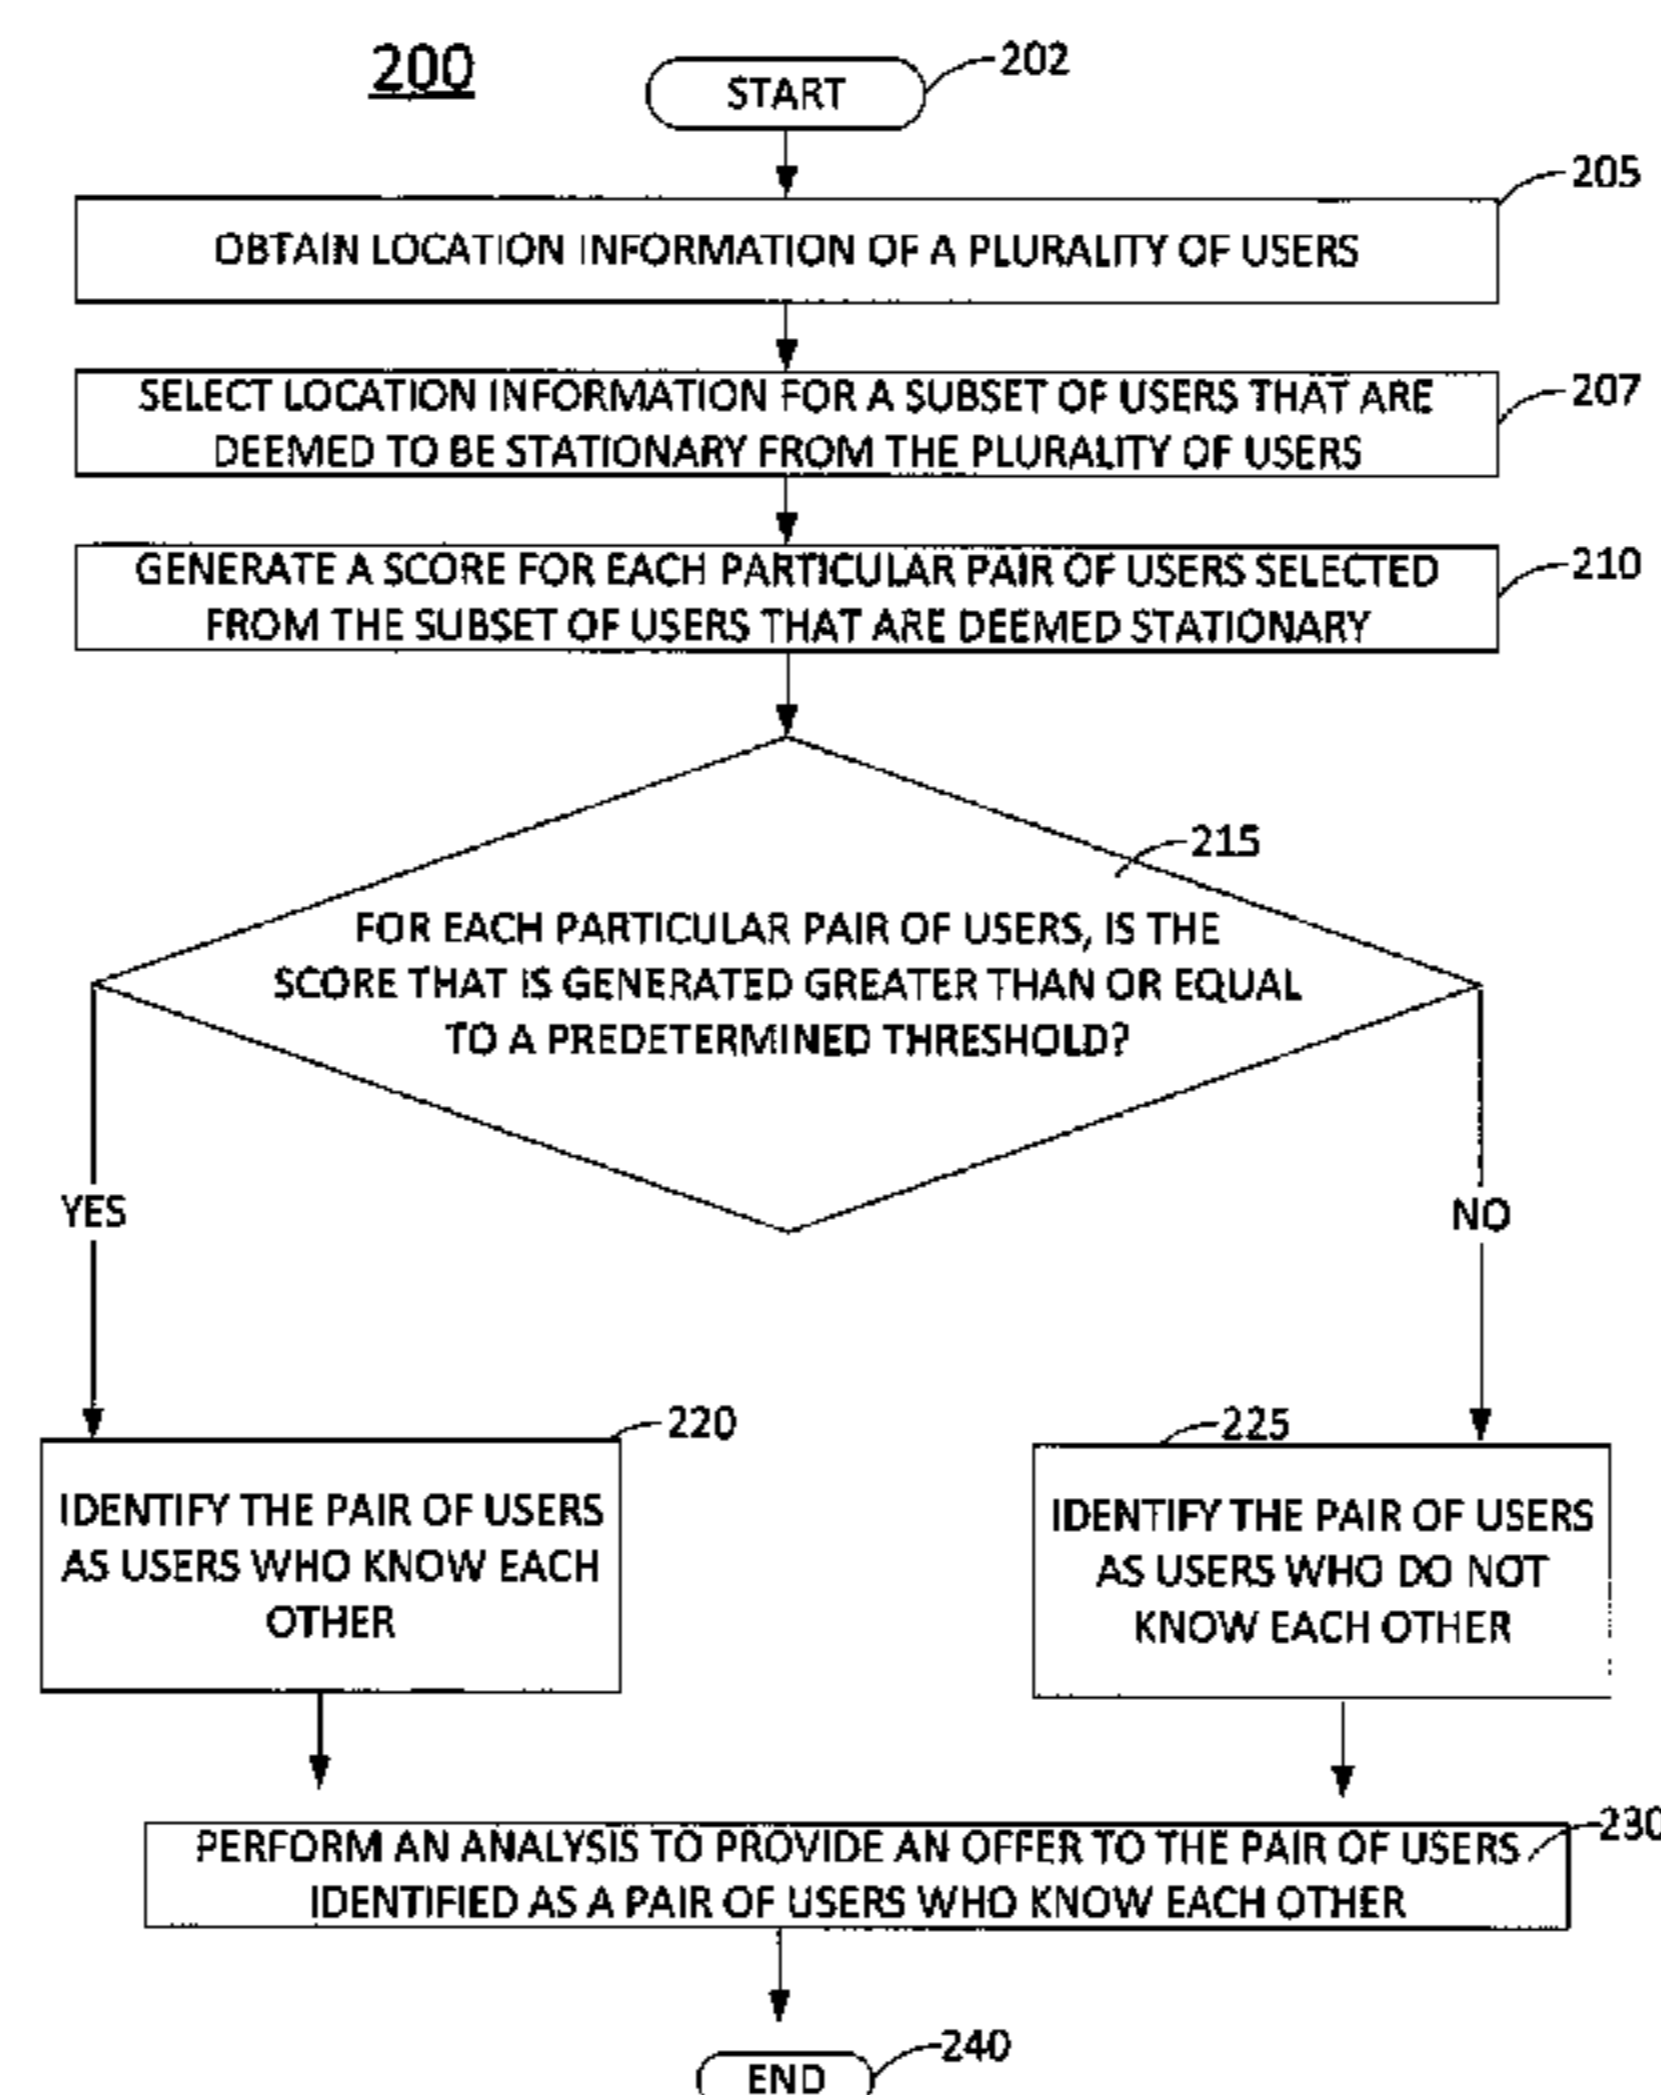 200
START
202
205
OBTAIN LOCATION INFORMATION OF A PLURALITY OF USERS
SELECT LOCATION INFORMATION FOR A SUBSET OF USERS THAT ARE
DEEMED TO BE STATIONARY FROM THE PLURALITY OF USERS
207
GENERATE A SCORE FOR EACH PARTICULAR PAIR OF USERS SELECTED
FROM THE SUBSET OF USERS THAT ARE DEEMED STATIONARY
210
215
FOR EACH PARTICULAR PAIR OF USERS, IS THE
SCORE THAT IS GENERATED GREATER THAN OR EQUAL
TO A PREDETERMINED THRESHOLD?
YES
NO
220
IDENTIFY THE PAIR OF USERS
AS USERS WHO KNOW EACH
OTHER
225
IDENTIFY THE PAIR OF USERS
AS USERS WHO DO NOT
KNOW EACH OTHER
230
PERFORM AN ANALYSIS TO PROVIDE AN OFFER TO THE PAIR OF USERS
IDENTIFIED AS A PAIR OF USERS WHO KNOW EACH OTHER
240
END